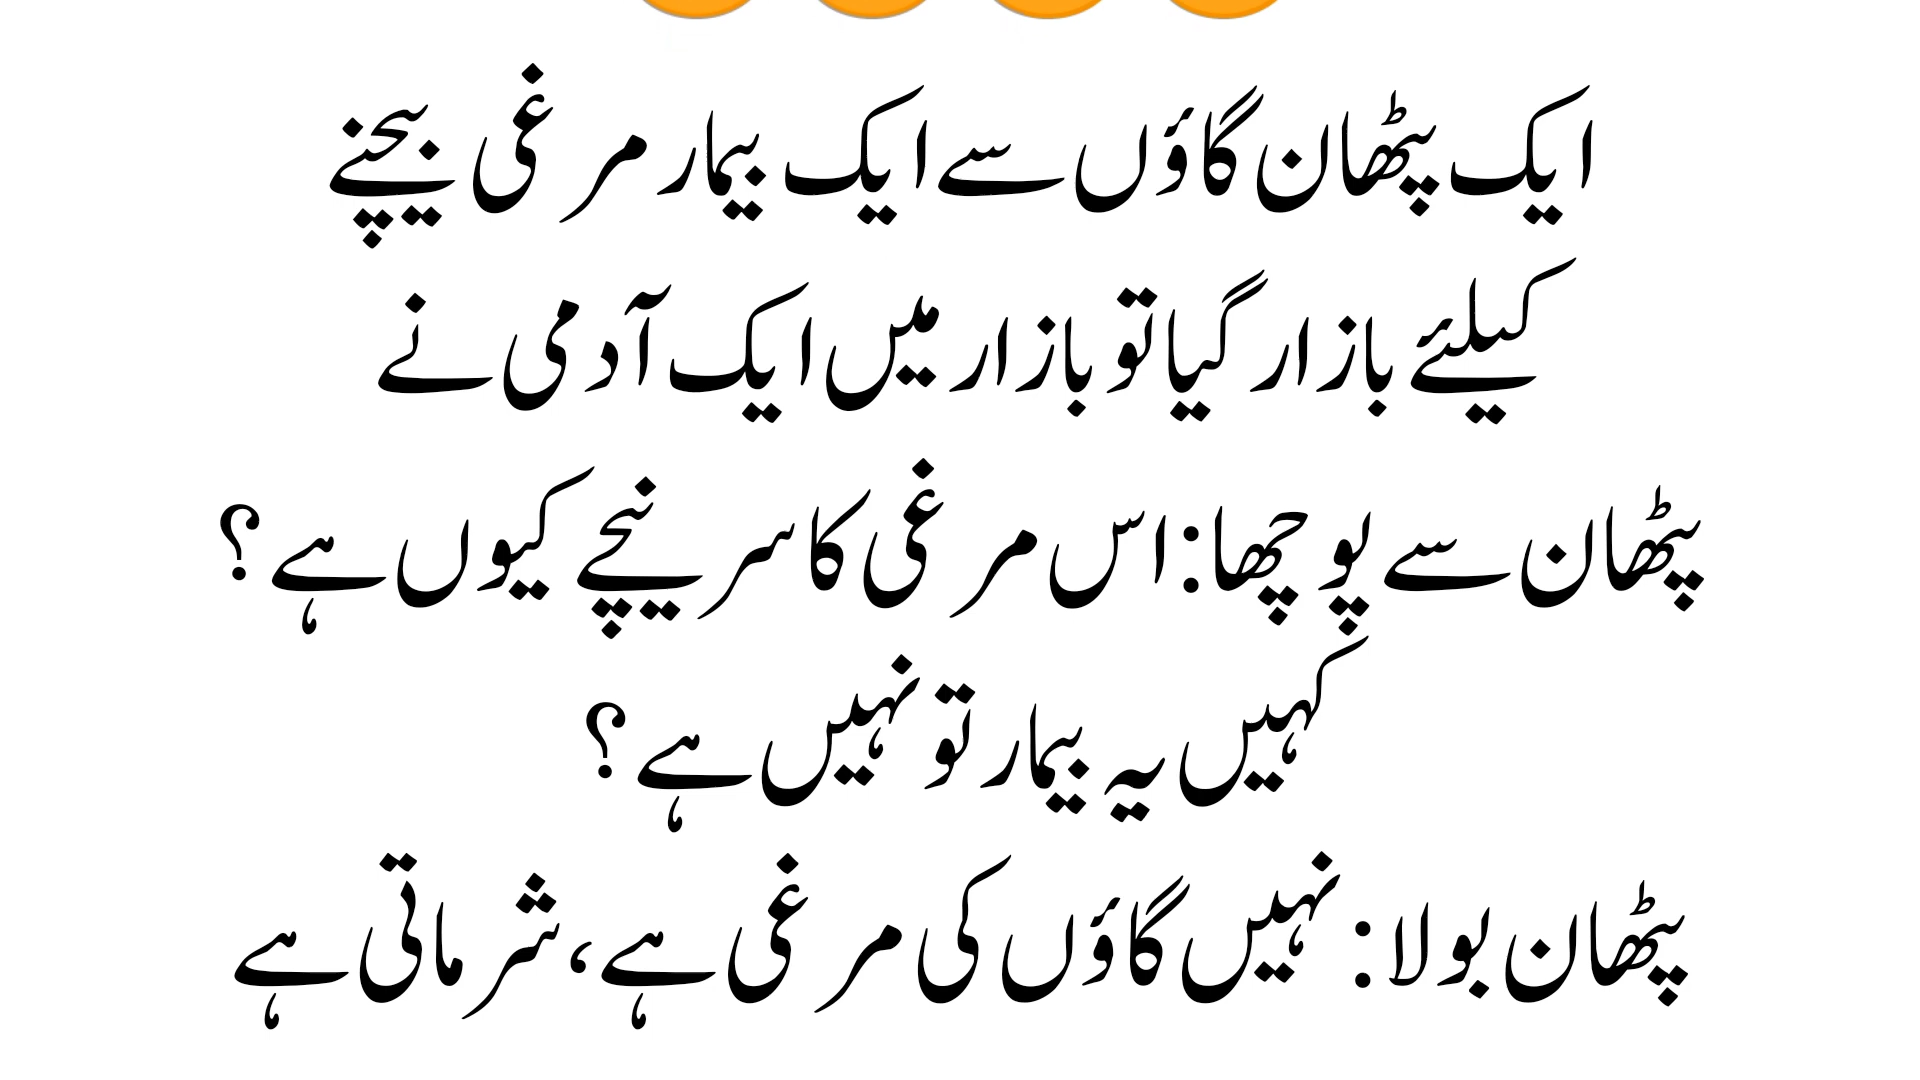 ایک پٹھان گاؤں سے ایک بیمار مرغی بیچنے
کیلئے بازار گیا تو بازار میں ایک آدمی نے
پٹھان سے پوچھا: اس مرغی کا سر نیچے کیوں ہے؟
کہیں یہ بیمار تو نہیں ہے؟
پٹھان بولا: نہیں گاؤں کی مرغی ہے، شرماتی ہے